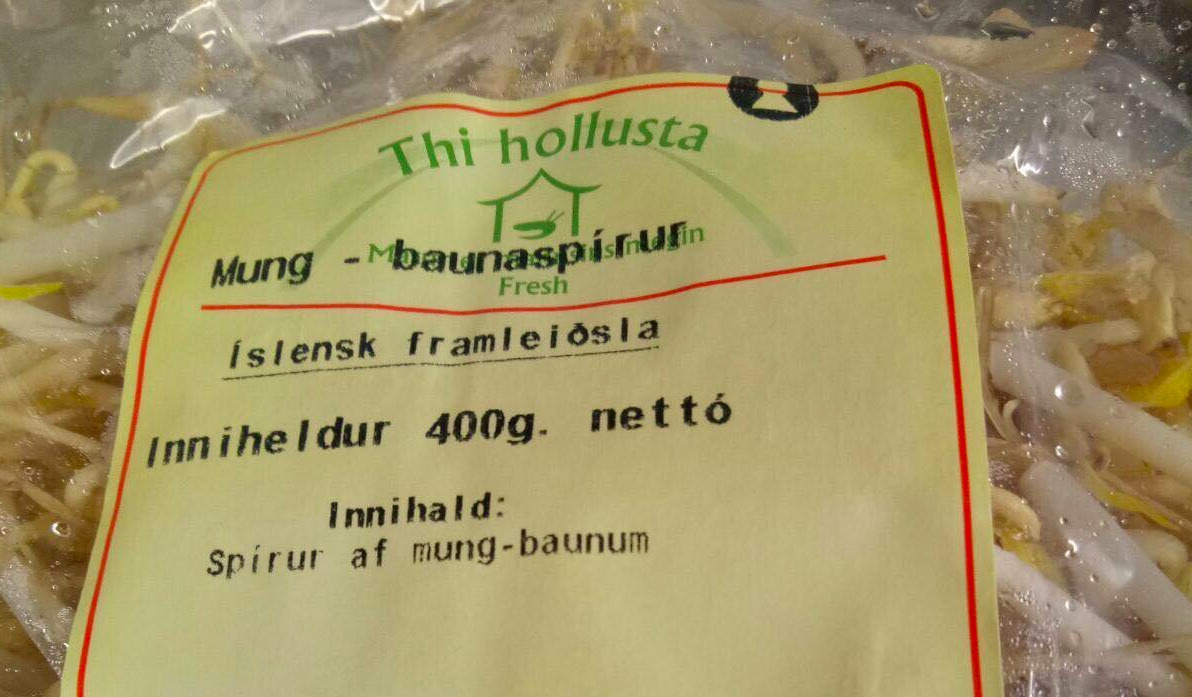 Thi hollusta
Mung - baunaspírur
Fresh
Íslensk framleiðsla
Inniheldur 400g. nettó
Innihald:
Spírur af mung-baunum